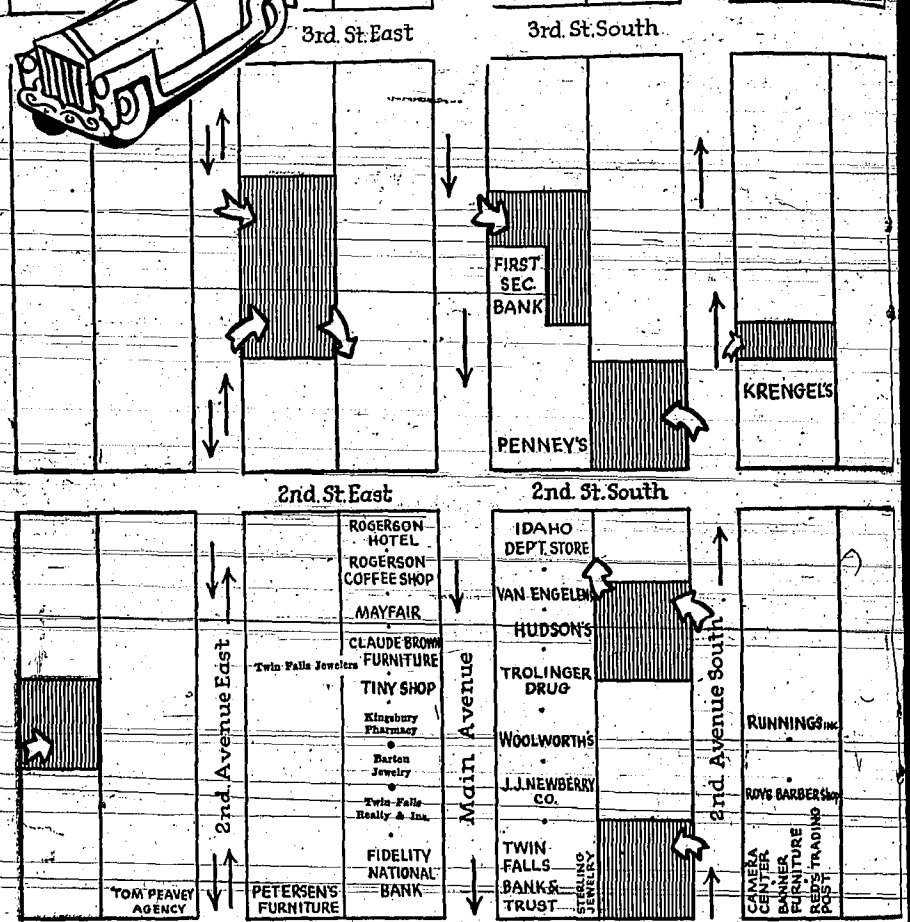 3rd. St. East
3rd. St. South
FIRST
SEC.
BANK
KRENGEL'S
PENNEY'S
2nd. St. East
2nd. St. South
ROGERSON
HOTEL
ROGERSON
COFFEE SHOP
MAYFAIR
CLAUDE BROWN
FURNITURE
Twin Falls Jewelers
TINY SHOP
Kingsbury
Pharmacy
Barton
Jewelry
Twin Falls
Realty & Ins.
FIDELITY
NATIONAL
BANK
IDAHO
DEPT. STORE
VAN ENGELENS
HUDSON'S
TROLINGER
DRUG
WOOLWORTH'S
J.J. NEWBERRY
CO.
TWIN
FALLS
BANK &
TRUST
STERLING
JEWELRY
2nd. Avenue East
Main Avenue
2nd. Avenue South
RUNNINGS INC.
ROY'S BARBER Shop
CAMERA
CENTER
BANNER
FURNITURE
RED'S TRADING
POST
TOM PEAVEY
AGENCY
PETERSEN'S
FURNITURE